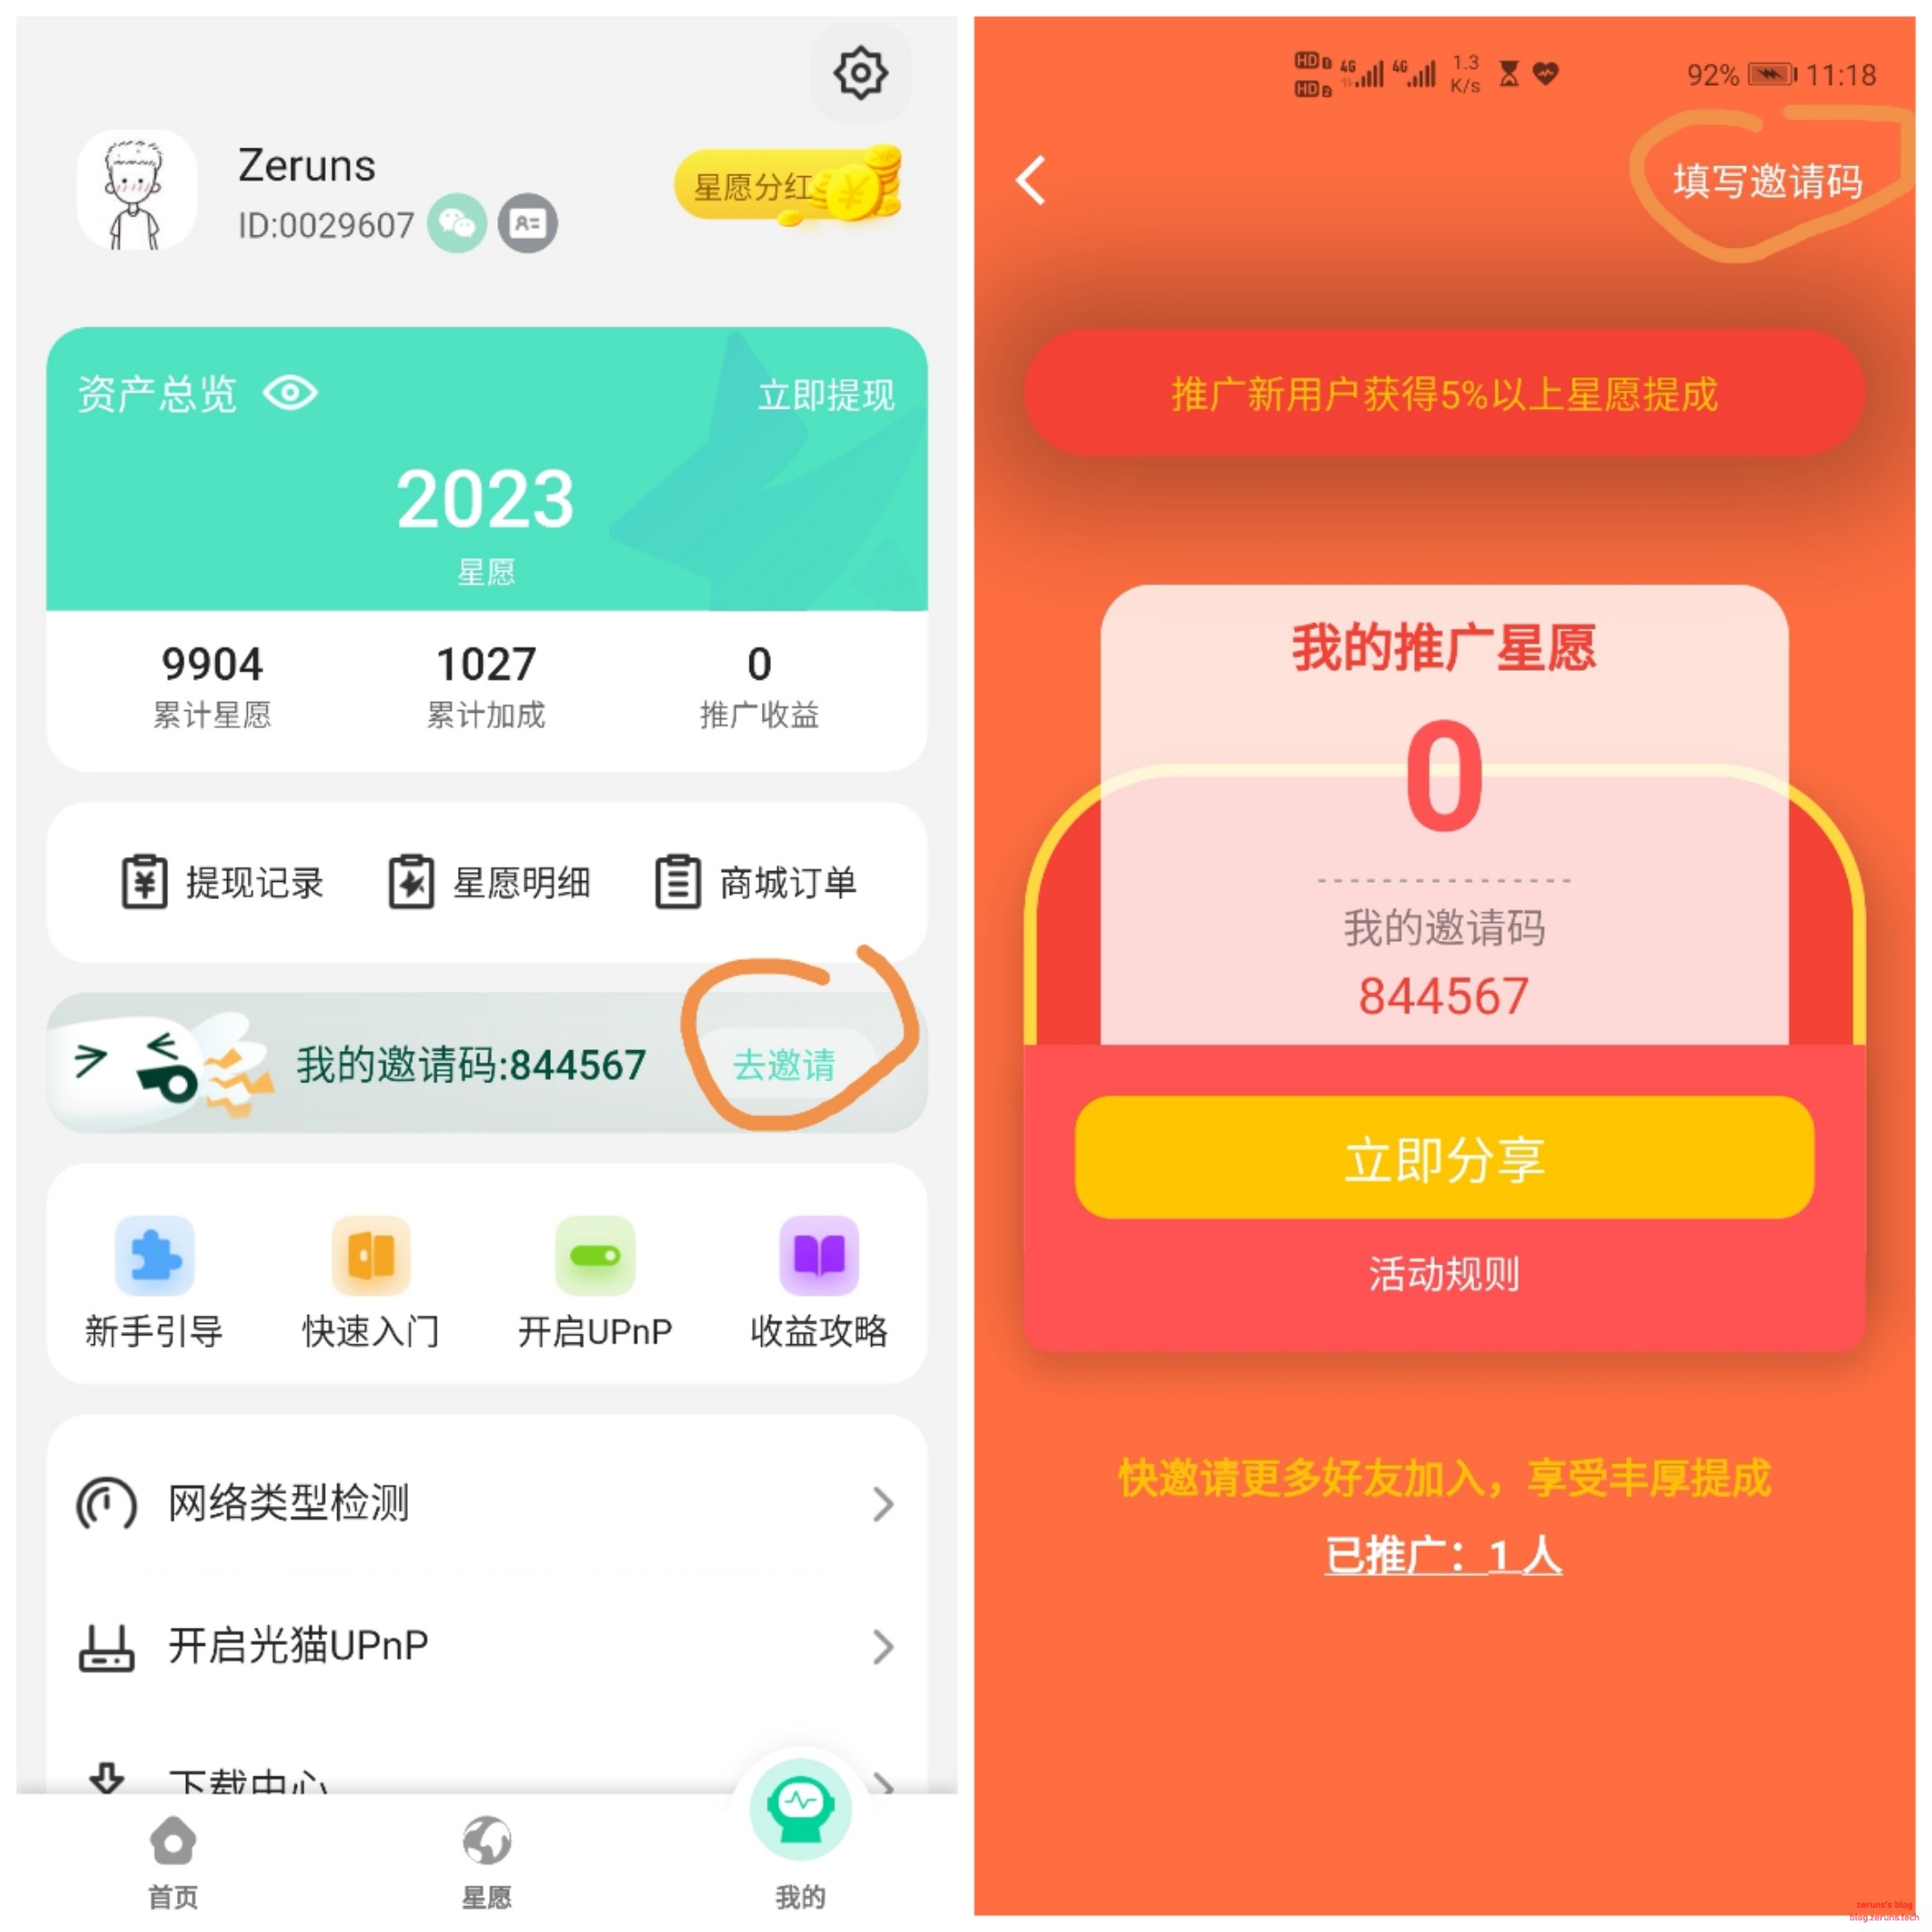 Zeruns
ID:0029607
星愿分红
资产总览
立即提现
2023
星愿
9904
1027
0
累计星愿
累计加成
推广收益
提现记录
星愿明细
商城订单
我的邀请码:844567
去邀请
新手引导
快速入门
开启UPnP
收益攻略
网络类型检测
开启光猫UPnP
下载中心
首页
星愿
我的
HD 1
HD 2
4G
4G
1.3
K/s
92%
11:18
填写邀请码
推广新用户获得5%以上星愿提成
我的推广星愿
0
我的邀请码
844567
立即分享
活动规则
快邀请更多好友加入，享受丰厚提成
已推广：1 人
zeruns's blog
blog.zeruns.tech